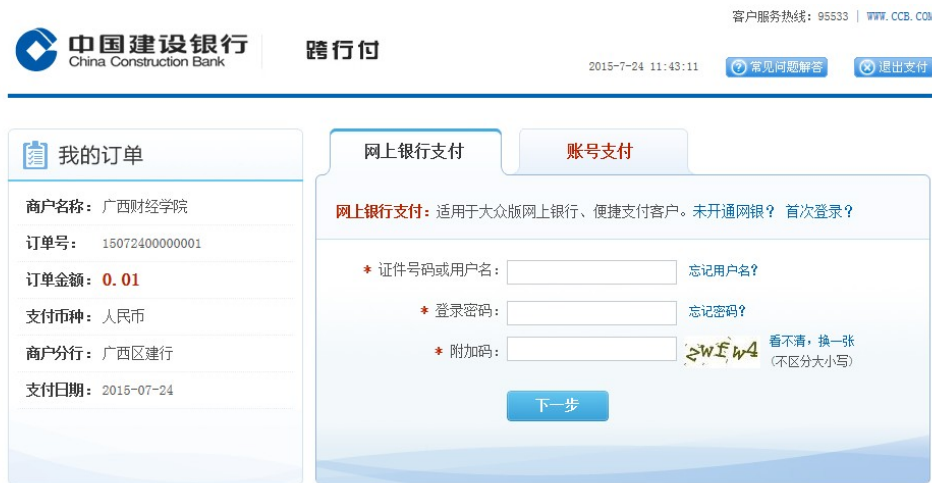 客户服务热线：95533 | WWW.CCB.COM
中国建设银行
China Construction Bank
跨行付
2015-7-24 11:43:11
常见问题解答
退出支付
我的订单
商户名称： 广西财经学院
订单号： 15072400000001
订单金额： 0.01
支付币种： 人民币
商户分行： 广西区建行
支付日期： 2015-07-24
网上银行支付
账号支付
网上银行支付：适用于大众版网上银行、便捷支付客户。未开通网银？ 首次登录？
* 证件号码或用户名：
忘记用户名？
* 登录密码：
忘记密码？
* 附加码：
zwfw4
看不清，换一张
（不区分大小写）
下一步